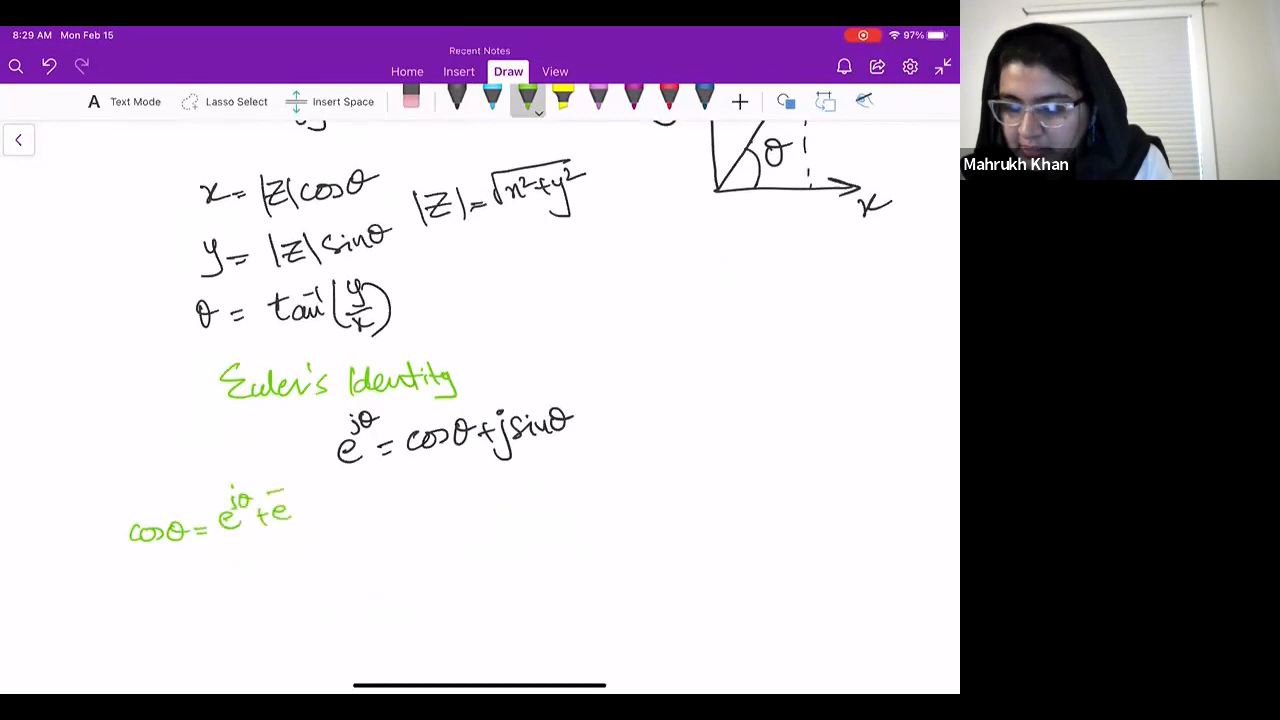 8:29 AM Mon Feb 15
97%
Recent Notes
Home Insert Draw View
Text Mode Lasso Select Insert Space
Mahrukh Khan
θ
x
x = |Z| cosθ
|Z| = √x²+y²
y = |Z| sinθ
θ = tan⁻¹(y/x)
Euler's Identity
e^jθ = cosθ + j sinθ
cosθ = e^jθ + e^-